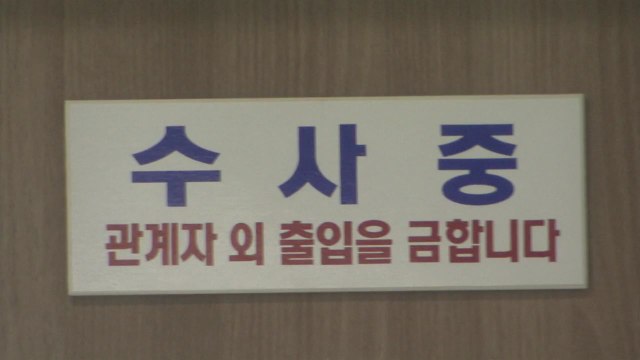 수 사 중
관계자 외 출입을 금합니다